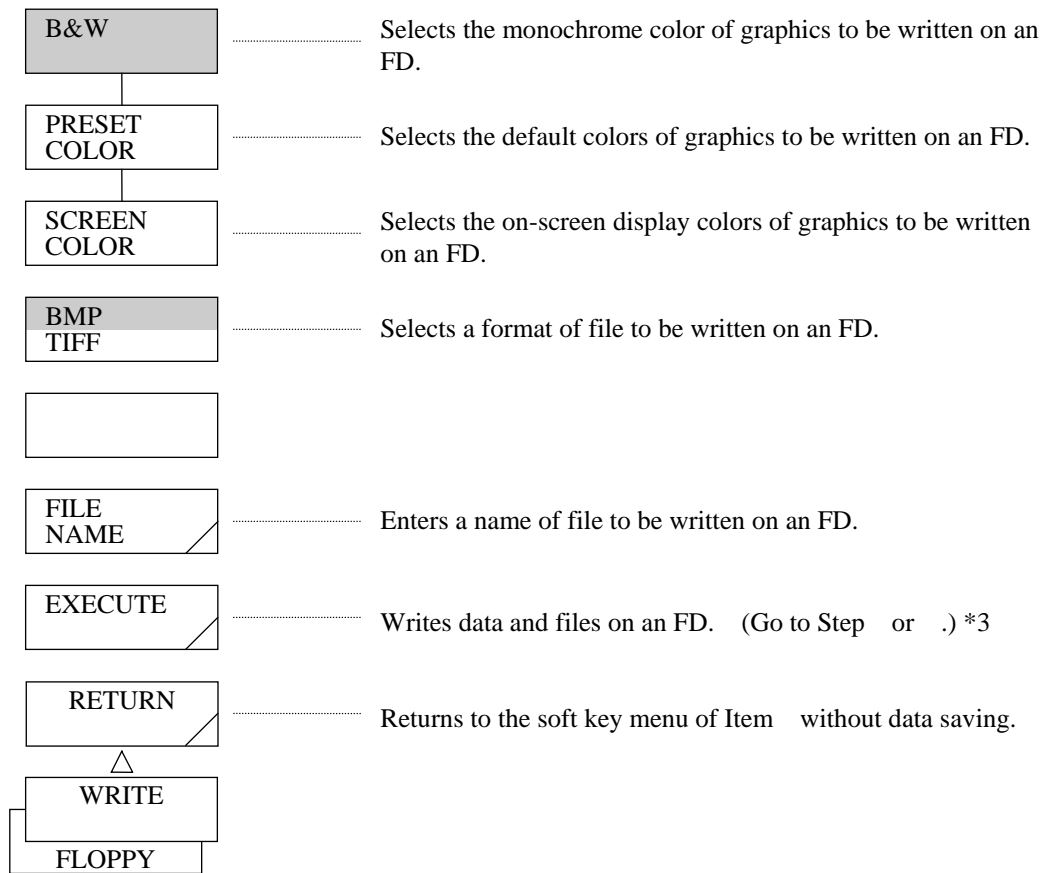 B&W
Selects the monochrome color of graphics to be written on an
FD.
PRESET
COLOR
Selects the default colors of graphics to be written on an FD.
SCREEN
COLOR
Selects the on-screen display colors of graphics to be written
on an FD.
BMP
TIFF
Selects a format of file to be written on an FD.
FILE
NAME
Enters a name of file to be written on an FD.
EXECUTE
Writes data and files on an FD. (Go to Step or .) *3
RETURN
Returns to the soft key menu of Item without data saving.
WRITE
FLOPPY